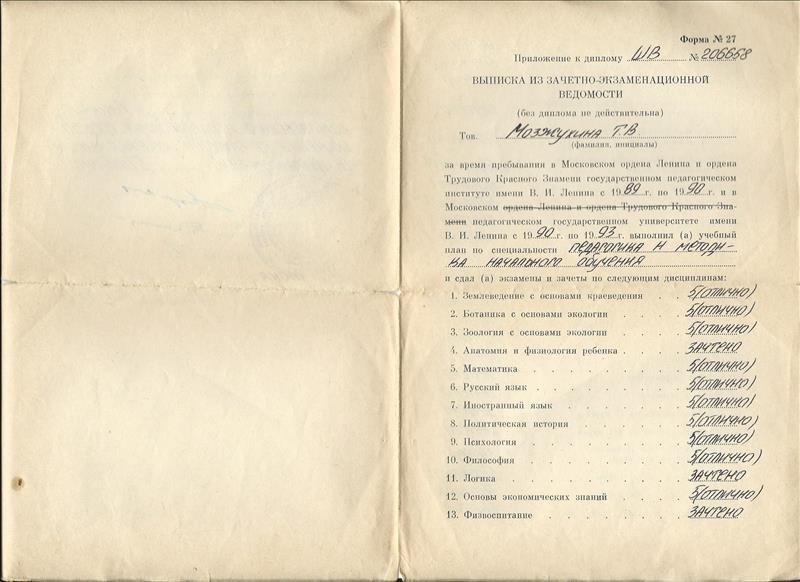 Форма № 27
Приложение к диплому ШВ № 206658
ВЫПИСКА ИЗ ЗАЧЕТНО-ЭКЗАМЕНАЦИОННОЙ
ВЕДОМОСТИ
(без диплома не действительна)
Тов. Мозжухина Т.В
(фамилия, инициалы)
за время пребывания в Московском ордена Ленина и ордена
Трудового Красного Знамени государственном педагогическом
институте имени В. И. Ленина с 1989 г. по 1990 г. и в
Московском ордена Ленина и ордена Трудового Красного Зна-
мени педагогическом государственном университете имени
В. И. Ленина с 1990 г. по 1993 г. выполнил (а) учебный
план по специальности педагогика и методи-
ка начального обучения
и сдал (а) экзамены и зачеты по следующим дисциплинам:
1. Землеведение с основами краеведения . . 5(отлично)
2. Ботаника с основами экологии . . . . 5(отлично)
3. Зоология с основами экологии . . . . 5(отлично)
4. Анатомия и физиология ребенка . . . . зачтено
5. Математика . . . . . . . . 5(отлично)
6. Русский язык . . . . . . . . 5(отлично)
7. Иностранный язык . . . . . . . 5(отлично)
8. Политическая история . . . . . . 5(отлично)
9. Психология . . . . . . . . 5(отлично)
10. Философия . . . . . . . . 5(отлично)
11. Логика . . . . . . . . . зачтено
12. Основы экономических знаний . . . . 5(отлично)
13. Физвоспитание . . . . . . . зачтено